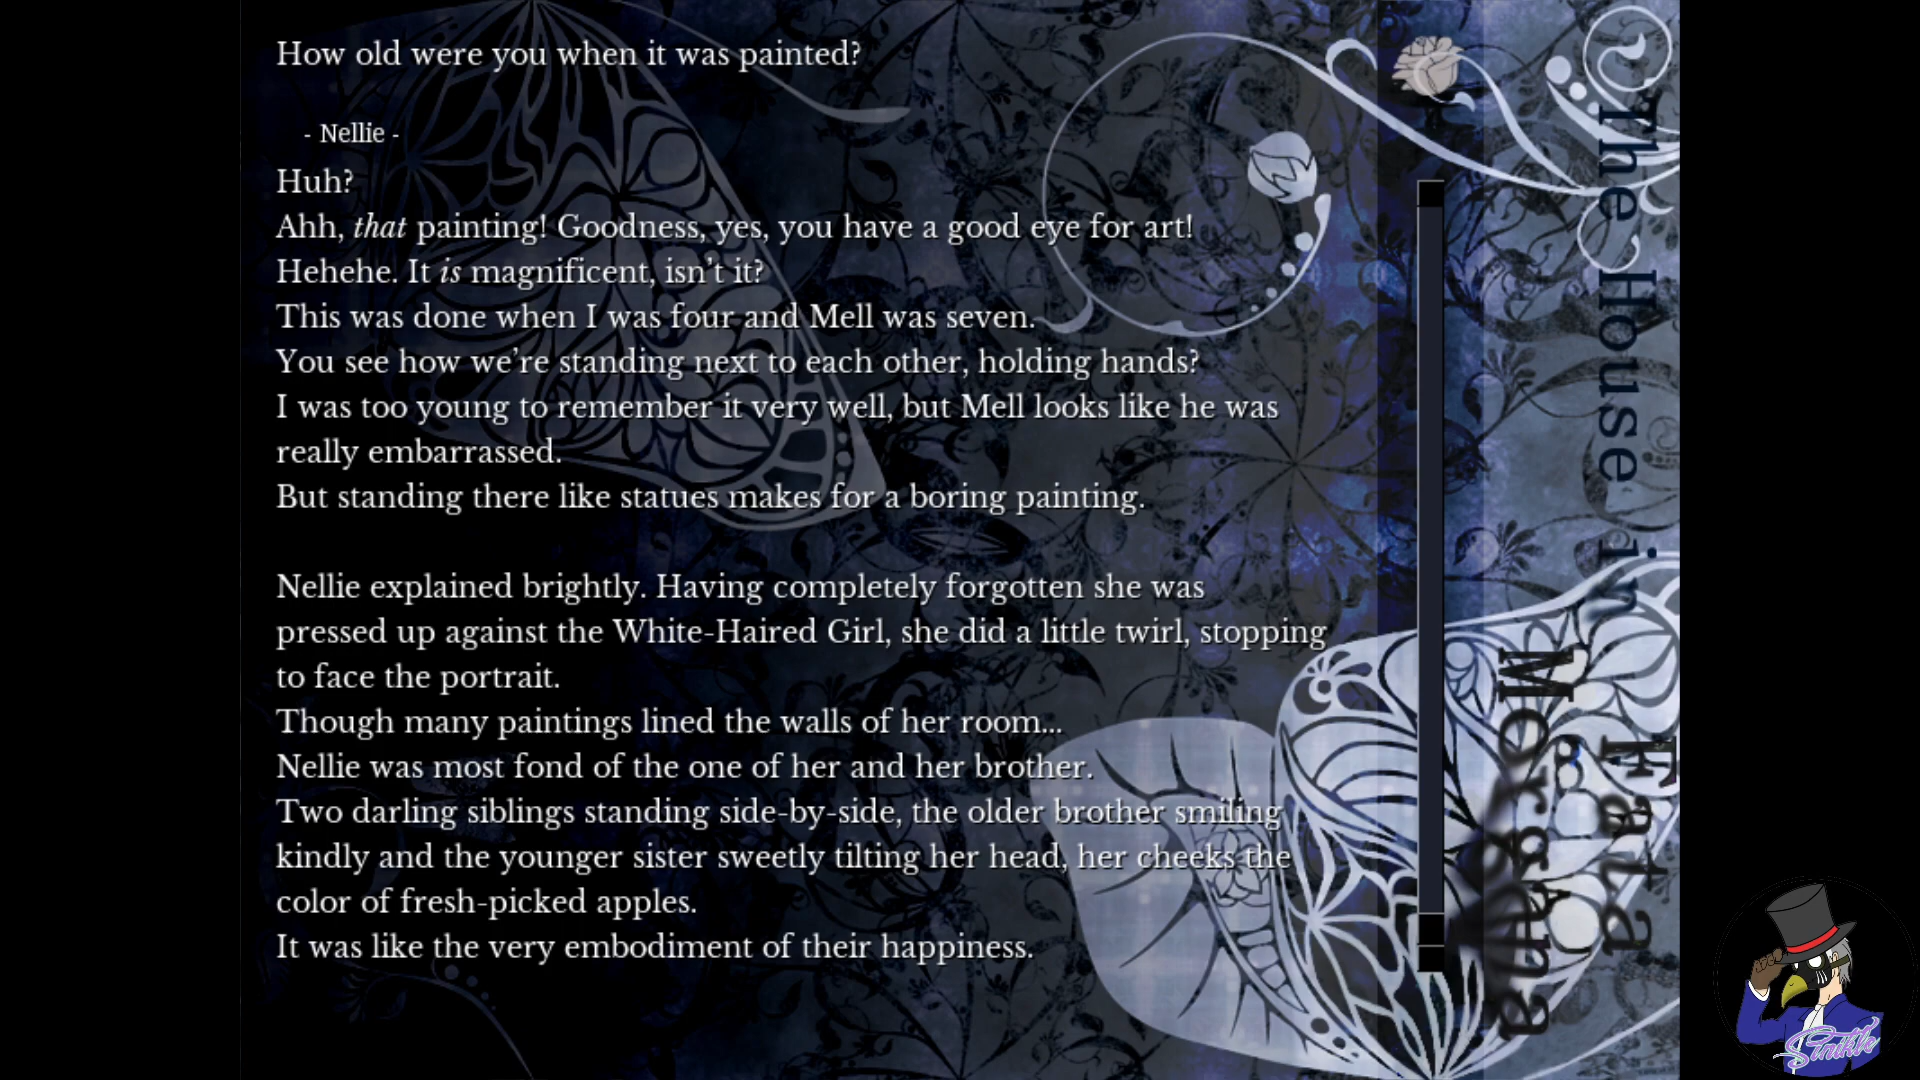 How old were you when it was painted?
- Nellie -
Huh?
Ahh, that painting! Goodness, yes, you have a good eye for art!
Hehehe. It is magnificent, isn’t it?
This was done when I was four and Mell was seven.
You see how we’re standing next to each other, holding hands?
I was too young to remember it very well, but Mell looks like he was
really embarrassed.
But standing there like statues makes for a boring painting.
Nellie explained brightly. Having completely forgotten she was
pressed up against the White-Haired Girl, she did a little twirl, stopping
to face the portrait.
Though many paintings lined the walls of her room...
Nellie was most fond of the one of her and her brother.
Two darling siblings standing side-by-side, the older brother smiling
kindly and the younger sister sweetly tilting her head, her cheeks the
color of fresh-picked apples.
It was like the very embodiment of their happiness.
The House in
Fata
Morgana
Sinikle